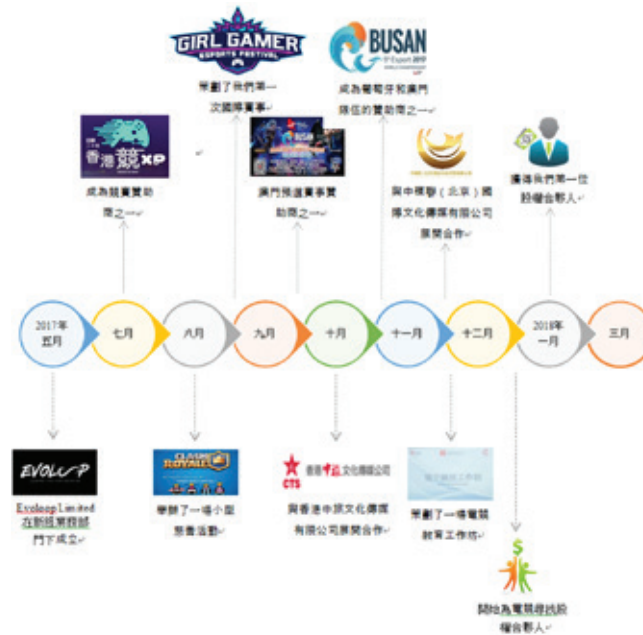 GIRL GAMER
ESPORTS FESTIVAL
策劃了我們第一
次國際賽事
BUSAN
成為葡萄牙和澳門
隊伍的贊助商之一
香港競XP
成為競賽贊助
商之一
BUSAN
澳門預選賽事贊
助商之一
與中標聯（北京）國
際文化傳媒有限公司
展開合作
獲得我們第一位
股權合夥人
2017年
五月
七月
八月
九月
十月
十一月
十二月
2018年
一月
三月
EVOLOOP
Evoloop Limited
在新經業務部
門下成立
CLASH
ROYALE
舉辦了一場小型
慈善活動
CTS
香港中旅文化傳媒公司
與香港中旅文化傳媒
有限公司展開合作
策劃了一場電競
教育工作坊
開始為電競尋找股
權合夥人